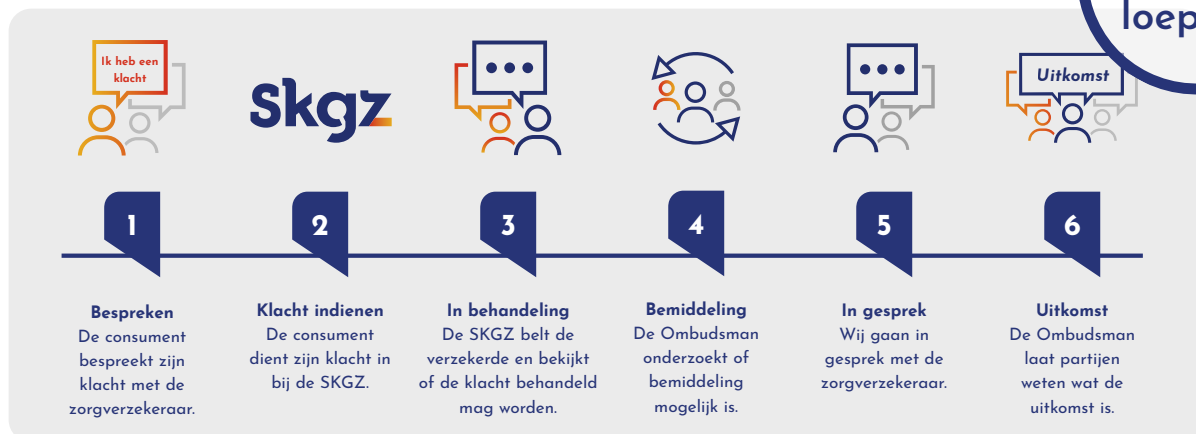 loep
Ik heb een
klacht
Skgz
Uitkomst
1
2
3
4
5
6
Bespreken
De consument
bespreekt zijn
klacht met de
zorgverzekeraar.
Klacht indienen
De consument
dient zijn klacht in
bij de SKGZ.
In behandeling
De SKGZ belt de
verzekerde en bekijkt
of de klacht behandeld
mag worden.
Bemiddeling
De Ombudsman
onderzoekt of
bemiddeling
mogelijk is.
In gesprek
Wij gaan in
gesprek met de
zorgverzekeraar.
Uitkomst
De Ombudsman
laat partijen
weten wat de
uitkomst is.